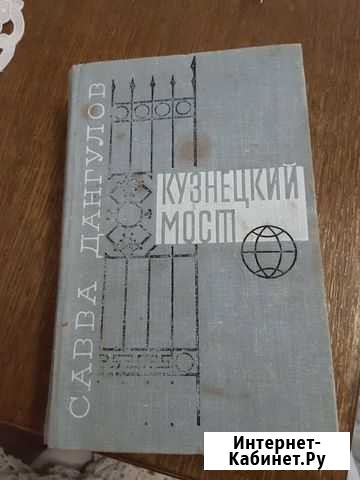 САВВА ДАНГУЛОВ
КУЗНЕЦКИЙ
МОСТ
Интернет-
Кабинет.Ру